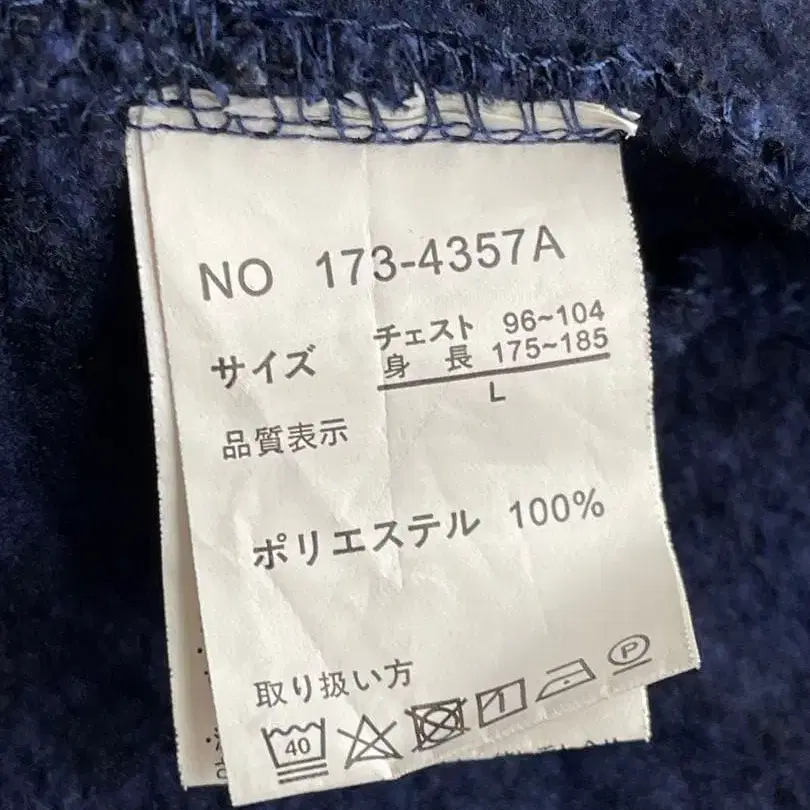 NO 173-4357A
サイズ チェスト 96~104
身 長 175~185
L
品質表示
ポリエステル 100%
取り扱い方
40
P